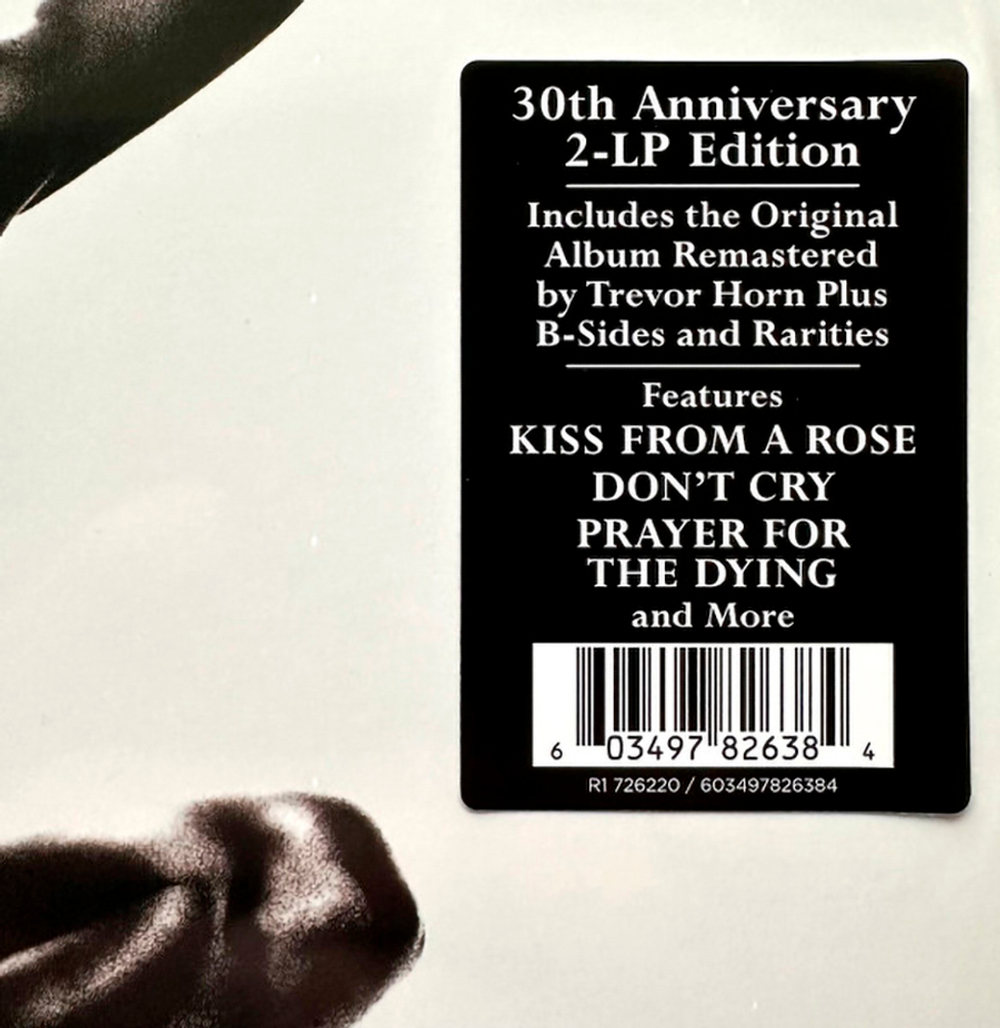 30th Anniversary
2-LP Edition
Includes the Original
Album Remastered
by Trevor Horn Plus
B-Sides and Rarities
Features
KISS FROM A ROSE
DON'T CRY
PRAYER FOR
THE DYING
and More
6 03497 82638 4
R1 726220 / 603497826384